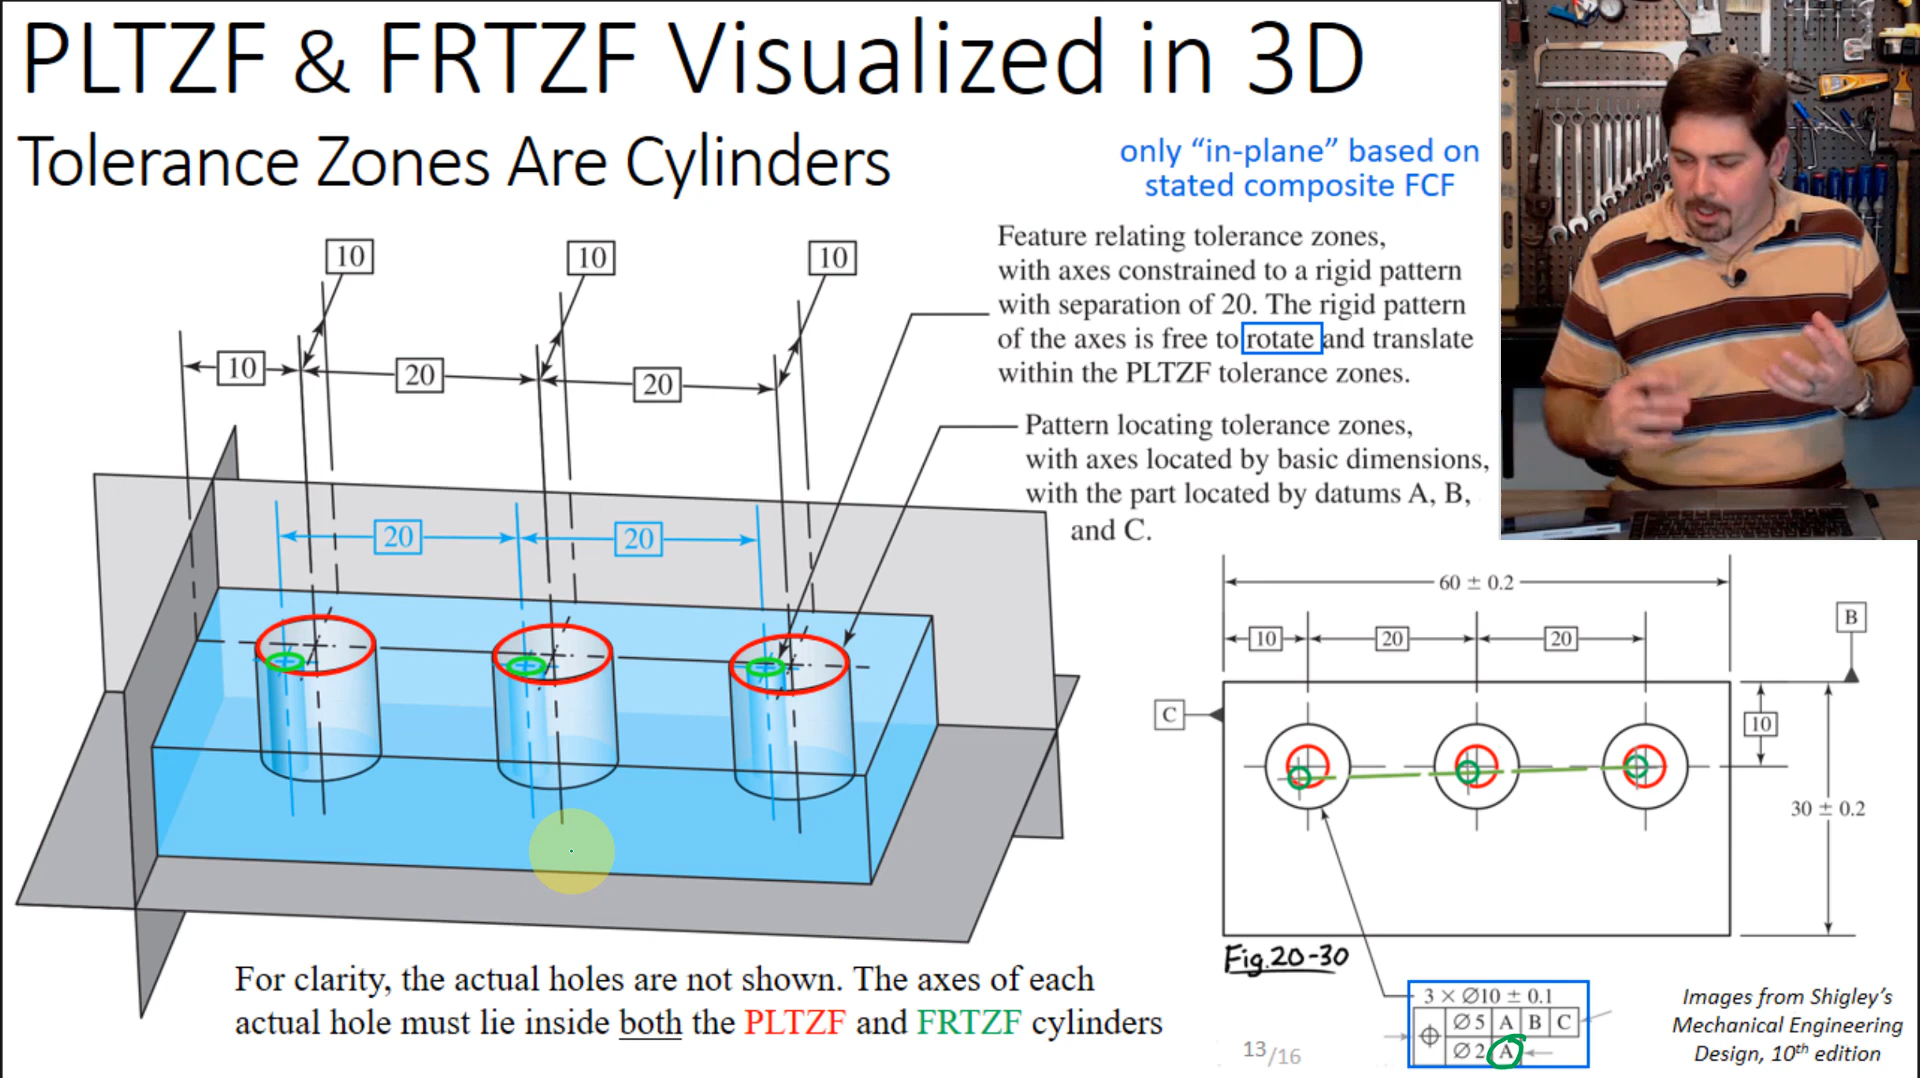 PLTZF & FRTZF Visualized in 3D
Tolerance Zones Are Cylinders
only “in-plane” based on
stated composite FCF
Feature relating tolerance zones,
with axes constrained to a rigid pattern
with separation of 20. The rigid pattern
of the axes is free to rotate and translate
within the PLTZF tolerance zones.
Pattern locating tolerance zones,
with axes located by basic dimensions,
with the part located by datums A, B,
and C.
10 10 10
10 20 20
20 20
60 ± 0.2
B
10 20 20
C
10
30 ± 0.2
Fig.20-30
3 × Ø10 ± 0.1
⌖ Ø5 A B C
Ø2 A
For clarity, the actual holes are not shown. The axes of each
actual hole must lie inside both the PLTZF and FRTZF cylinders
13/16
Images from Shigley’s
Mechanical Engineering
Design, 10th edition